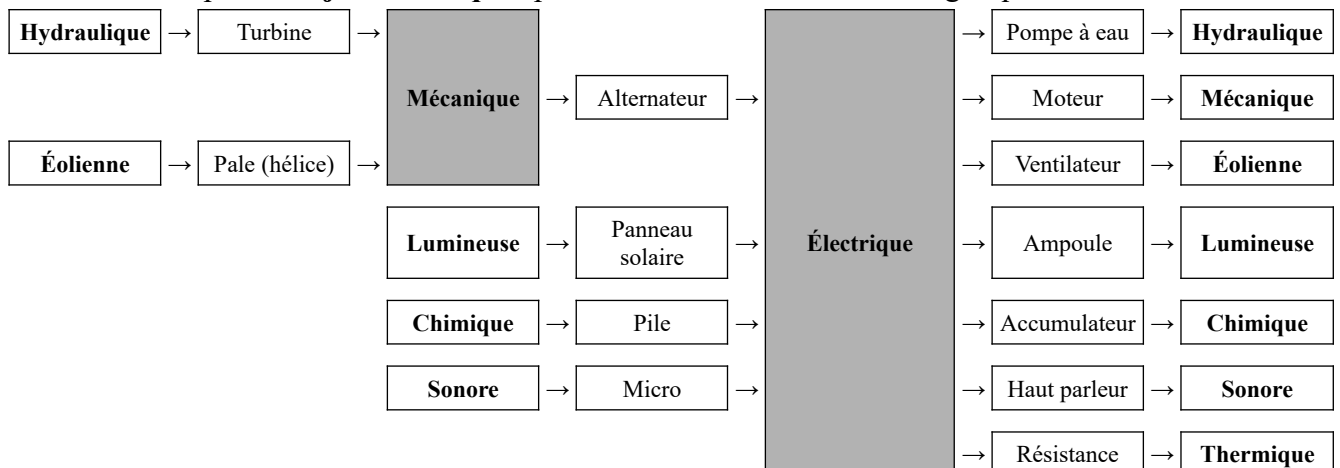 Hydraulique → Turbine → → Pompe à eau → Hydraulique
Mécanique → Alternateur → → Moteur → Mécanique
Éolienne → Pale (hélice) → → Ventilateur → Éolienne
Lumineuse → Panneau solaire → Électrique → Ampoule → Lumineuse
Chimique → Pile → → Accumulateur → Chimique
Sonore → Micro → → Haut parleur → Sonore
→ Résistance → Thermique